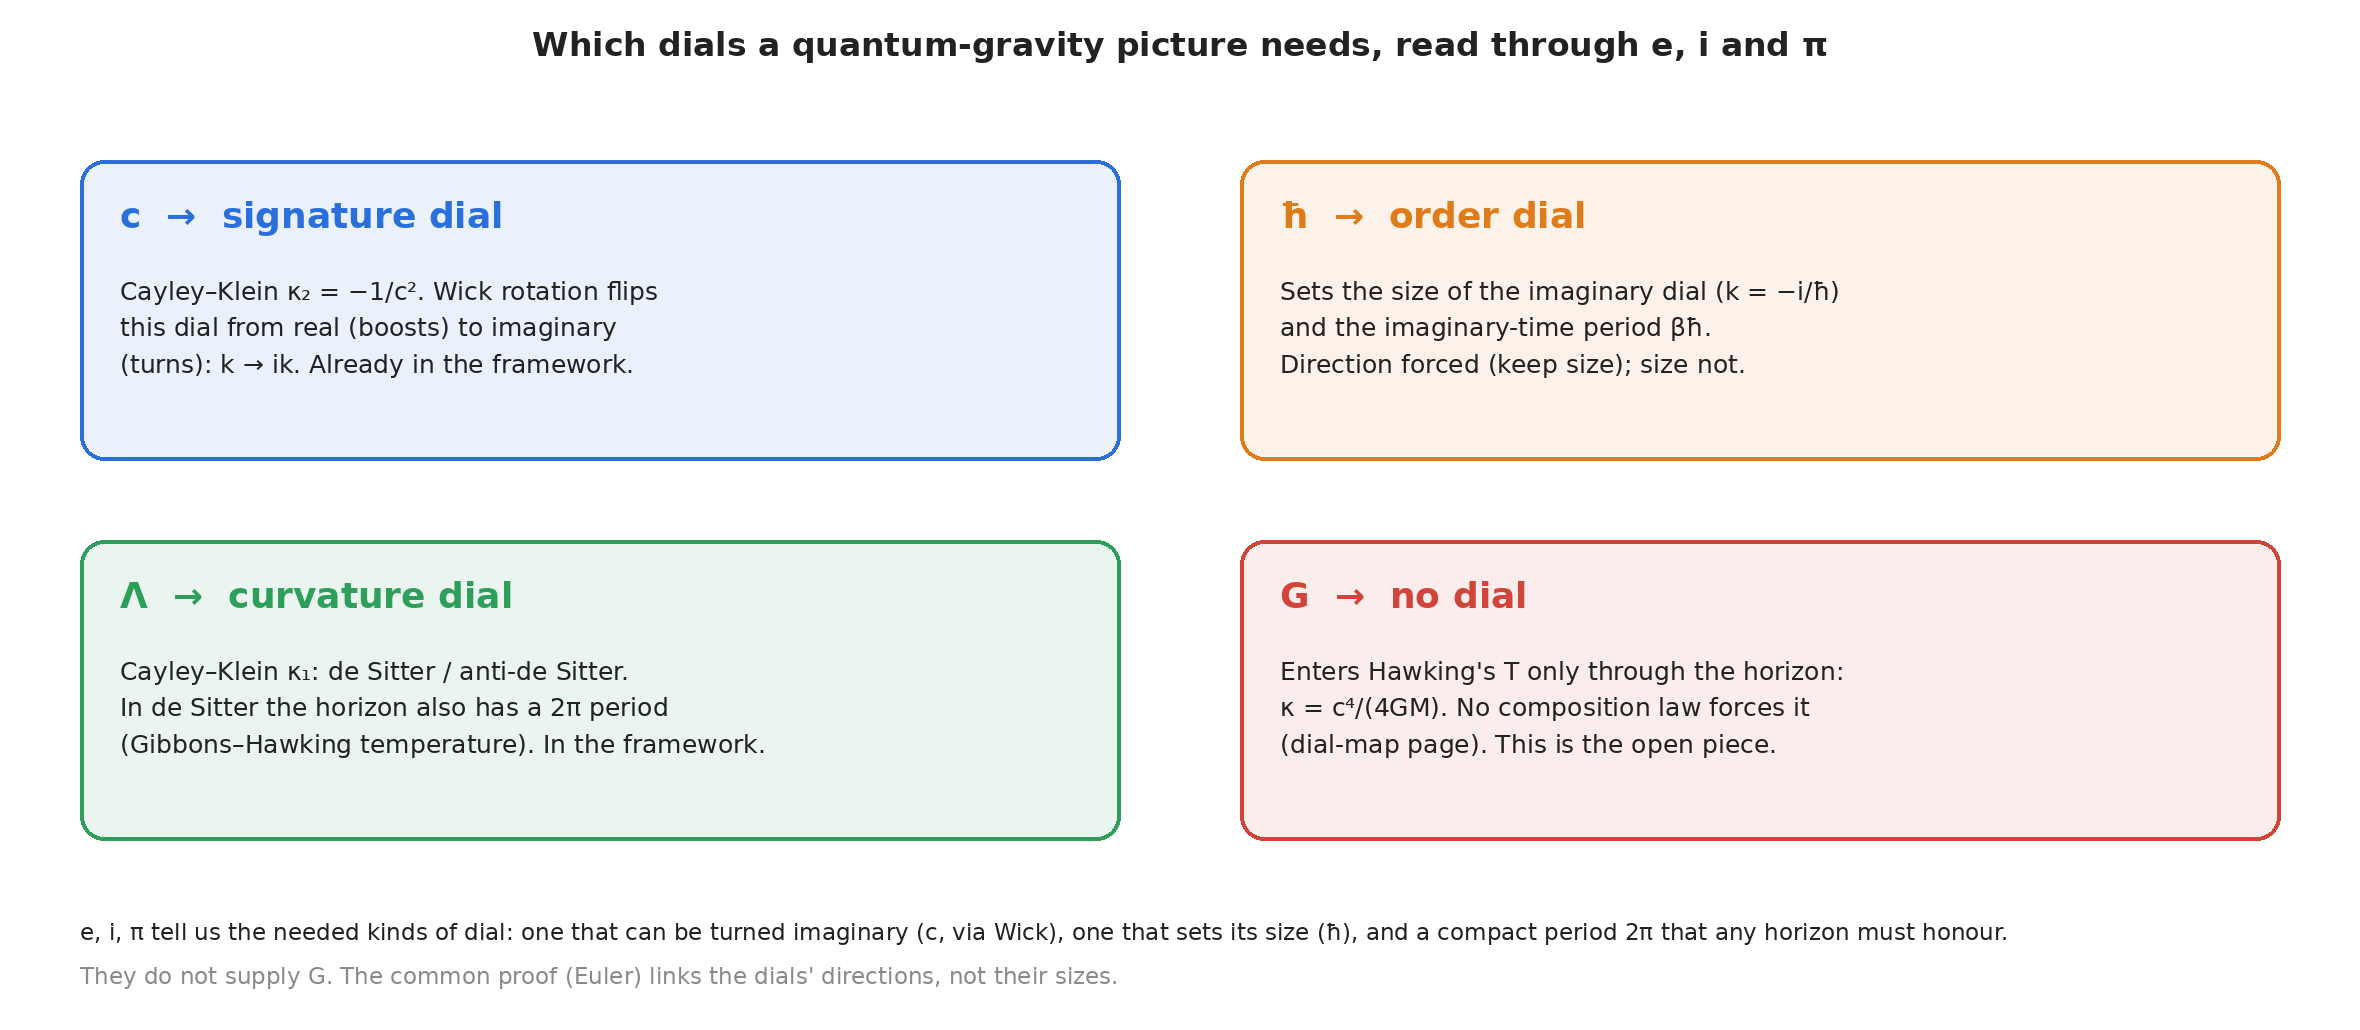 Which dials a quantum-gravity picture needs, read through e, i and π
c → signature dial
Cayley–Klein κ₂ = −1/c². Wick rotation flips
this dial from real (boosts) to imaginary
(turns): k → ik. Already in the framework.
ħ → order dial
Sets the size of the imaginary dial (k = −i/ħ)
and the imaginary-time period βħ.
Direction forced (keep size); size not.
Λ → curvature dial
Cayley–Klein κ₁: de Sitter / anti-de Sitter.
In de Sitter the horizon also has a 2π period
(Gibbons–Hawking temperature). In the framework.
G → no dial
Enters Hawking's T only through the horizon:
κ = c⁴/(4GM). No composition law forces it
(dial-map page). This is the open piece.
e, i, π tell us the needed kinds of dial: one that can be turned imaginary (c, via Wick), one that sets its size (ħ), and a compact period 2π that any horizon must honour.
They do not supply G. The common proof (Euler) links the dials' directions, not their sizes.